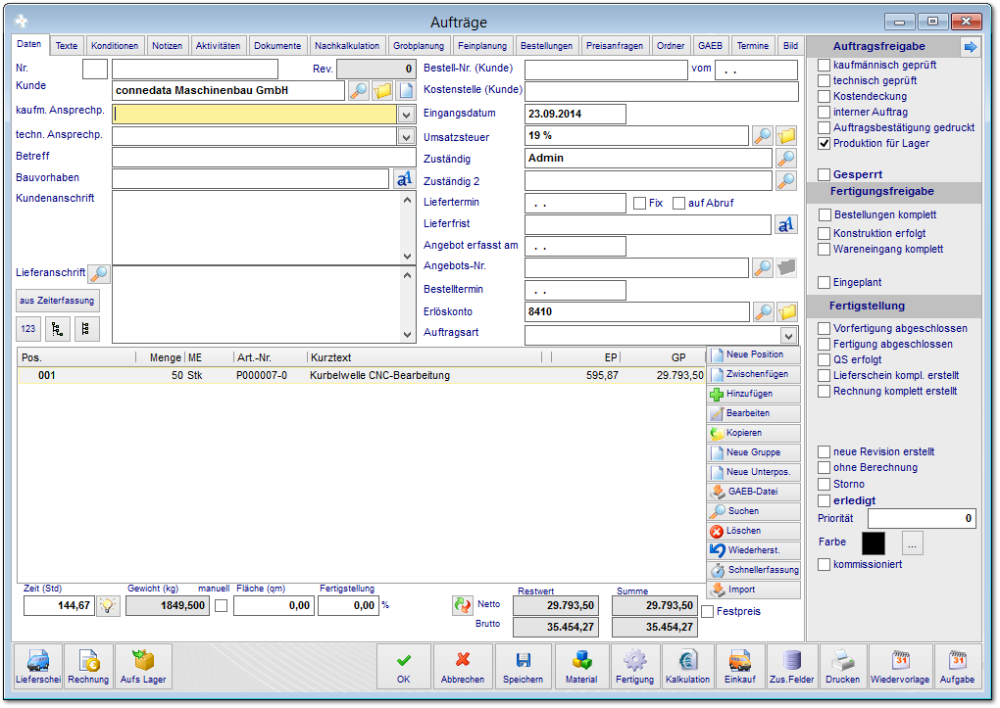 Aufträge
Daten Texte Konditionen Notizen Aktivitäten Dokumente Nachkalkulation Grobplanung Feinplanung Bestellungen Preisanfragen Ordner GAEB Termine Bild
Nr. Rev. 0
Kunde connedata Maschinenbau GmbH
kaufm. Ansprechp.
techn. Ansprechp.
Betreff
Bauvorhaben
Kundenanschrift
Lieferanschrift
aus Zeiterfassung
123
Bestell-Nr. (Kunde) vom . .
Kostenstelle (Kunde)
Eingangsdatum 23.09.2014
Umsatzsteuer 19 %
Zuständig Admin
Zuständig 2
Liefertermin . . Fix auf Abruf
Lieferfrist
Angebot erfasst am . .
Angebots-Nr.
Bestelltermin . .
Erlöskonto 8410
Auftragsart
Pos. Menge ME Art.-Nr. Kurztext EP GP
001 50 Stk P000007-0 Kurbelwelle CNC-Bearbeitung 595,87 29.793,50
Neue Position
Zwischenfügen
Hinzufügen
Bearbeiten
Kopieren
Neue Gruppe
Neue Unterpos.
GAEB-Datei
Suchen
Löschen
Wiederherst.
Schnellerfassung
Import
Zeit (Std) Gewicht (kg) manuell Fläche (qm) Fertigstellung Restwert Summe
144,67 1849,500 0,00 0,00 % Netto 29.793,50 29.793,50
Brutto 35.454,27 35.454,27
Festpreis
Auftragsfreigabe
kaufmännisch geprüft
technisch geprüft
Kostendeckung
interner Auftrag
Auftragsbestätigung gedruckt
Produktion für Lager
Gesperrt
Fertigungsfreigabe
Bestellungen komplett
Konstruktion erfolgt
Wareneingang komplett
Eingeplant
Fertigstellung
Vorfertigung abgeschlossen
Fertigung abgeschlossen
QS erfolgt
Lieferschein kompl. erstellt
Rechnung komplett erstellt
neue Revision erstellt
ohne Berechnung
Storno
erledigt
Priorität 0
Farbe ...
kommissioniert
Lieferschei Rechnung Aufs Lager OK Abbrechen Speichern Material Fertigung Kalkulation Einkauf Zus.Felder Drucken Wiedervorlage Aufgabe